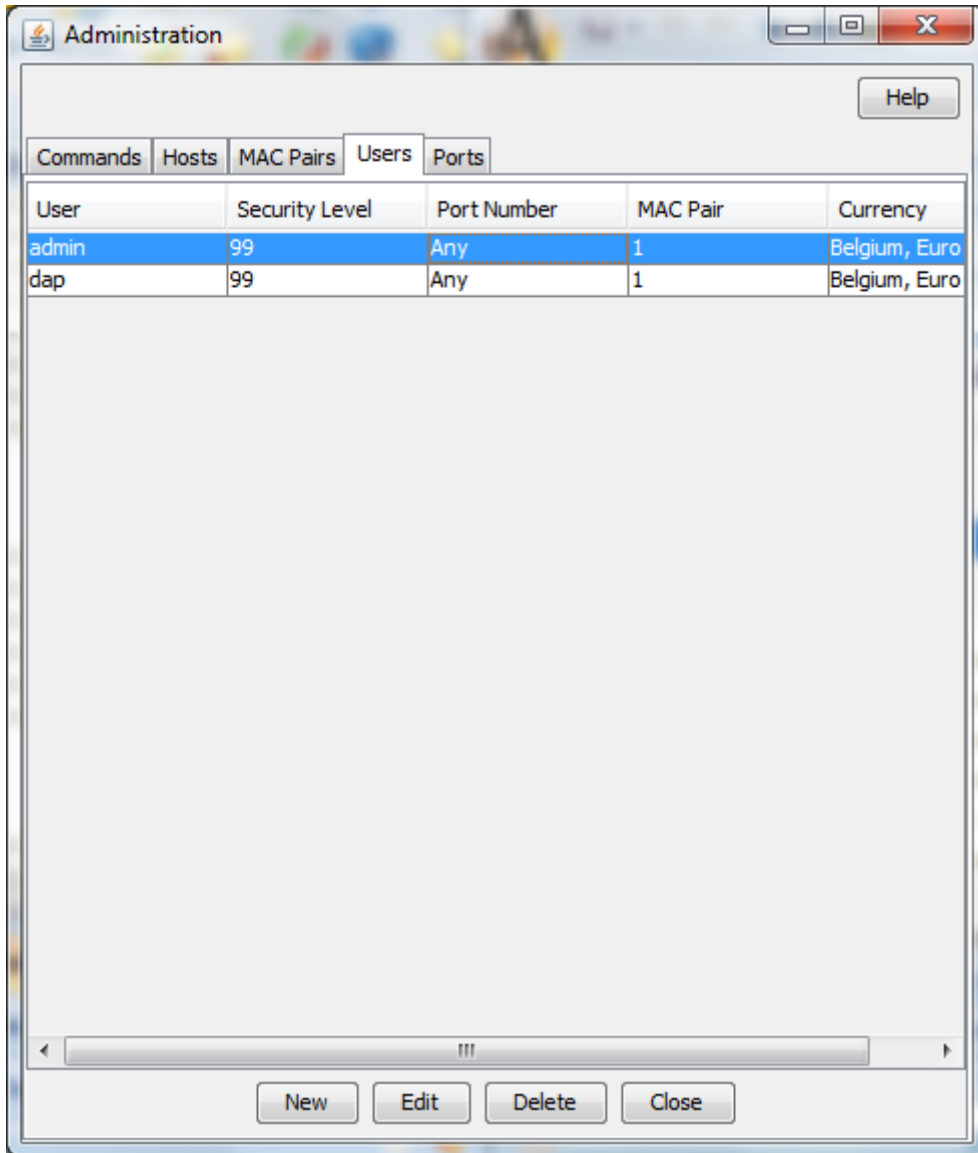 Administration
Help
Commands Hosts MAC Pairs Users Ports
User Security Level Port Number MAC Pair Currency
admin 99 Any 1 Belgium, Euro
dap 99 Any 1 Belgium, Euro
New Edit Delete Close